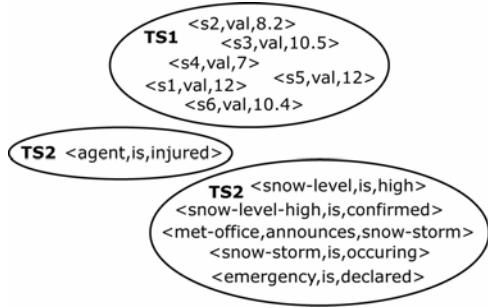 <s2,val,8.2>
TS1 <s3,val,10.5>
<s4,val,7>
<s1,val,12> <s5,val,12>
<s6,val,10.4>
TS2 <agent,is,injured>
TS2 <snow-level,is,high>
<snow-level-high,is,confirmed>
<met-office,announces,snow-storm>
<snow-storm,is,occuring>
<emergency,is,declared>